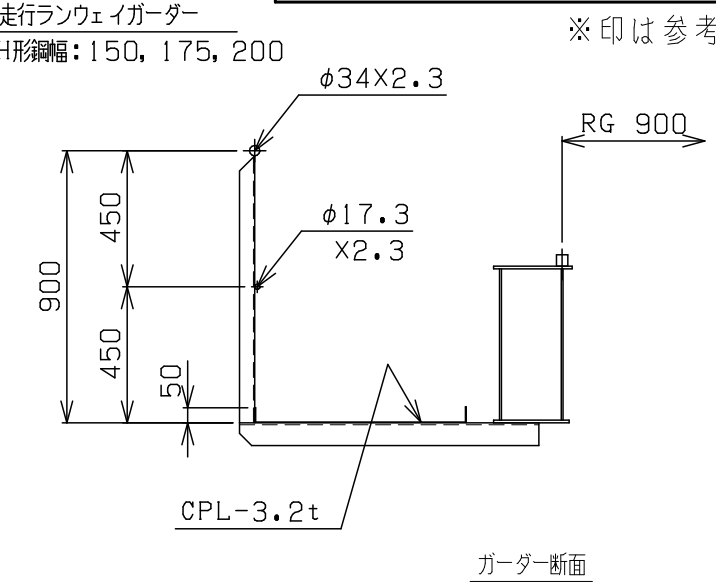 走行ランウェイガーダー
H形鋼幅：150, 175, 200
※印は参考
φ34X2.3
RG 900
450
φ17.3
X2.3
900
450
50
CPL-3.2t
ガーダー断面